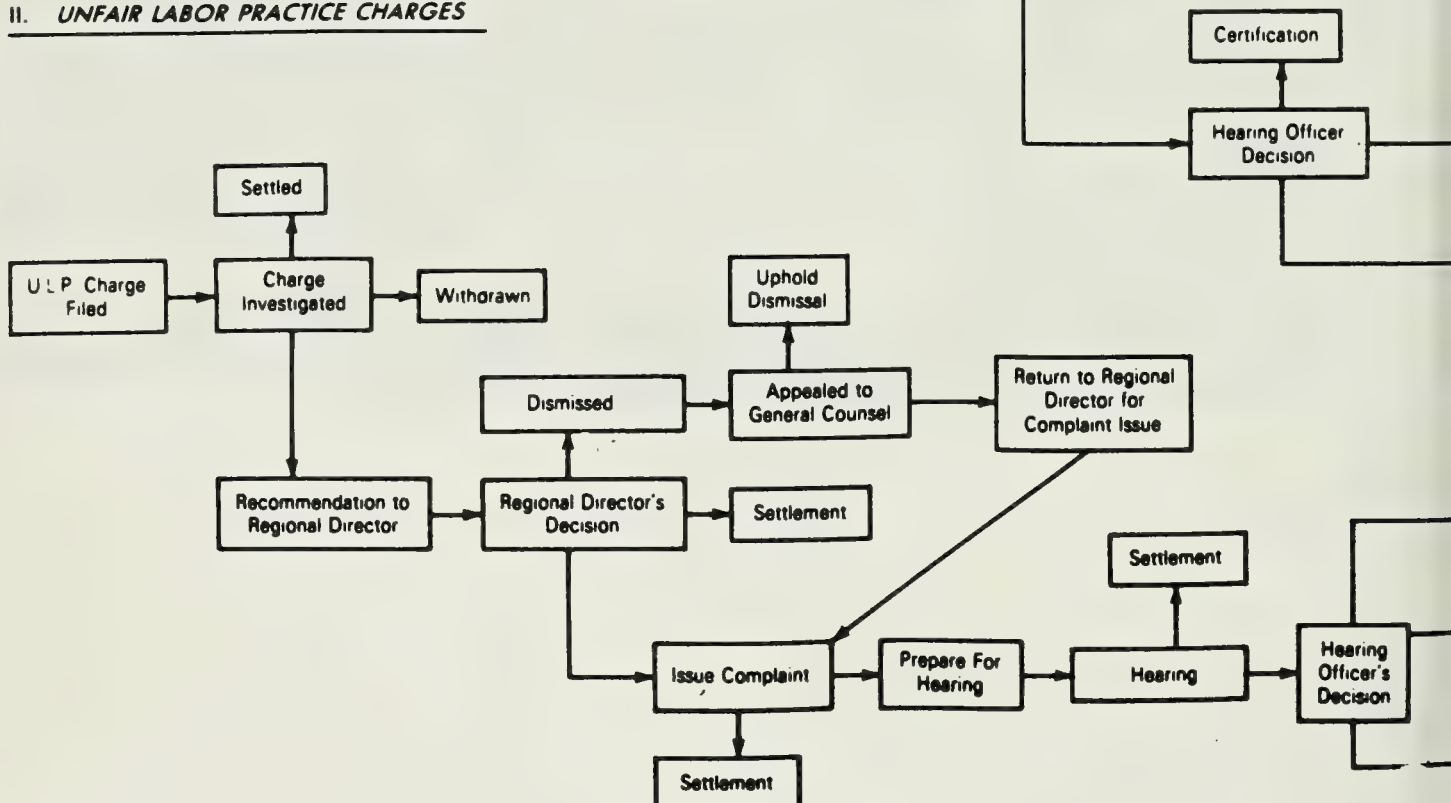 II. UNFAIR LABOR PRACTICE CHARGES
Certification
Hearing Officer
Decision
Settled
U L P Charge
Filed
Charge
Investigated
Withdrawn
Uphold
Dismissal
Dismissed
Appealed to
General Counsel
Return to Regional
Director for
Complaint Issue
Recommendation to
Regional Director
Regional Director's
Decision
Settlement
Settlement
Issue Complaint
Prepare For
Hearing
Hearing
Hearing
Officer's
Decision
Settlement